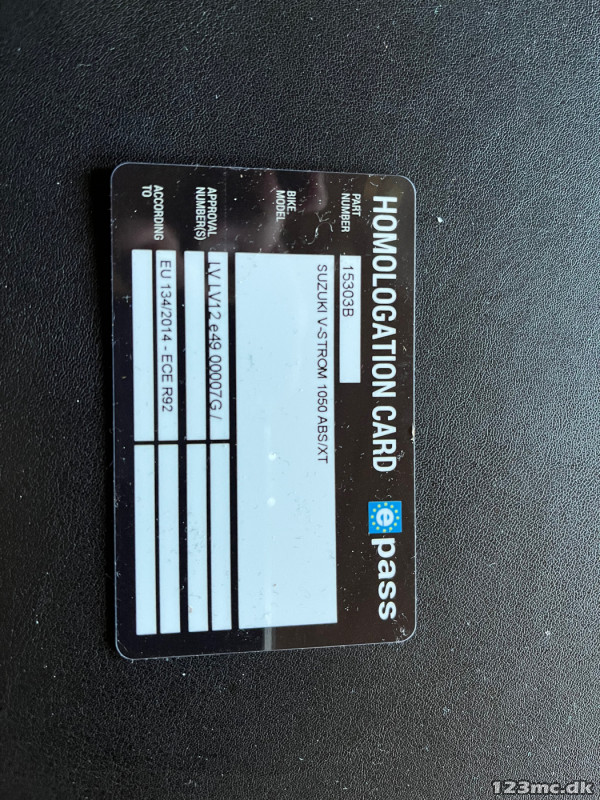 HOMOLOGATION CARD
e pass
PART
NUMBER
15303B
BIKE
MODEL
SUZUKI V-STROM 1050 ABS/XT
APPROVAL
NUMBER(S)
LV LV12 e49 00007G /
ACCORDING
TO
EU 134/2014 - ECE R92
123mc.dk